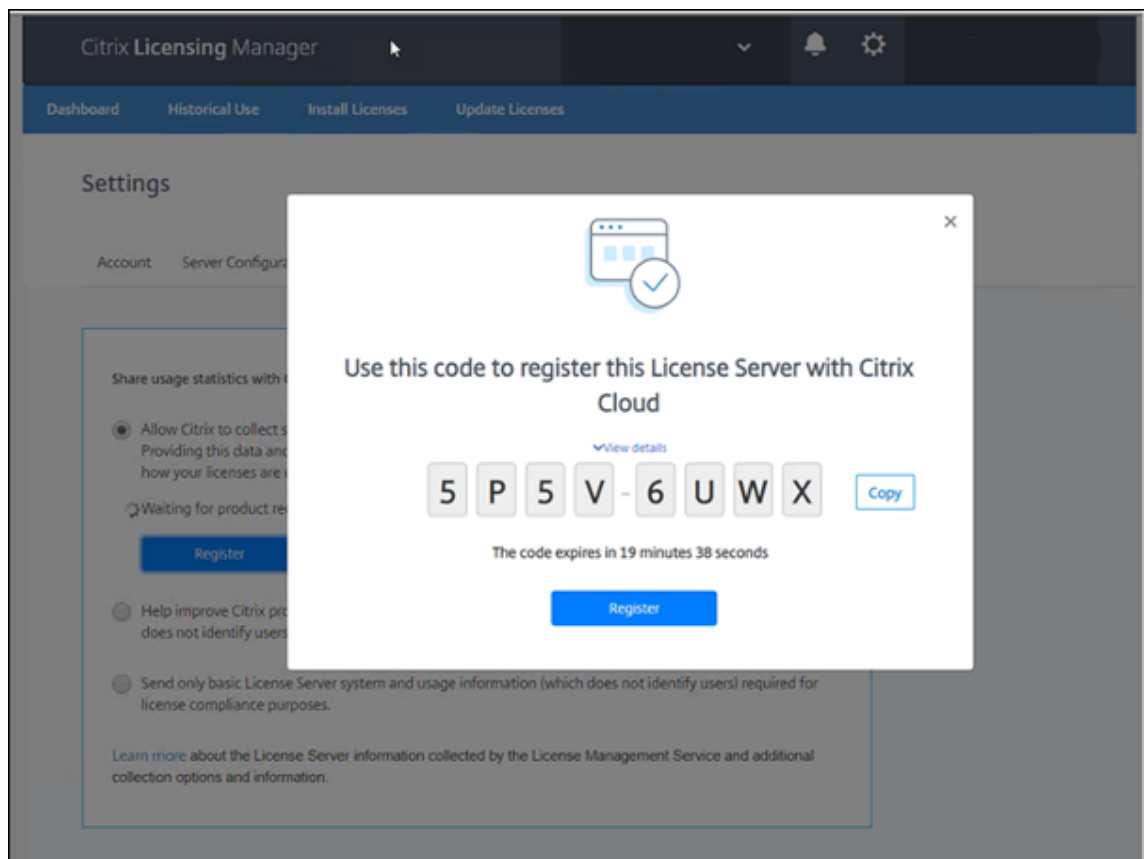 Citrix Licensing Manager
Dashboard Historical Use Install Licenses Update Licenses
Settings
Account Server
Share usage statistics with
Allow Citrix to collect
Providing this data and
how your licenses are
Waiting for product
Register
Help improve Citrix
does not identify users
Send only basic License Server system and usage information (which does not identify users) required for
license compliance purposes.
Learn more about the License Server information collected by the License Management Service and additional
collection options and information.
×
Use this code to register this License Server with Citrix
Cloud
View details
5 P 5 V - 6 U W X Copy
The code expires in 19 minutes 38 seconds
Register